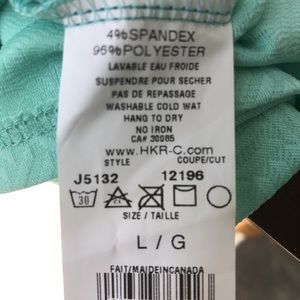 4%SPANDEX
96%POLYESTER
LAVABLE EAU FROIDE
SUSPENDRE POUR SECHER
PAS DE REPASSAGE
WASHABLE COLD WAT
HANG TO DRY
NO IRON
CA# 30085
WWW.HKR-C.COM
STYLE COUPE/CUT
J5132 12196
30
SIZE / TAILLE
L / G
FAIT/MAIDEINCANADA